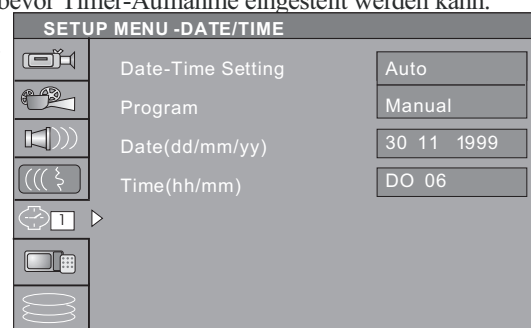 bevor Timer-Aufnahme eingestellt werden kann.
SETUP MENU -DATE/TIME
Date-Time Setting Auto
Program Manual
Date(dd/mm/yy) 30 11 1999
Time(hh/mm) DO 06
1